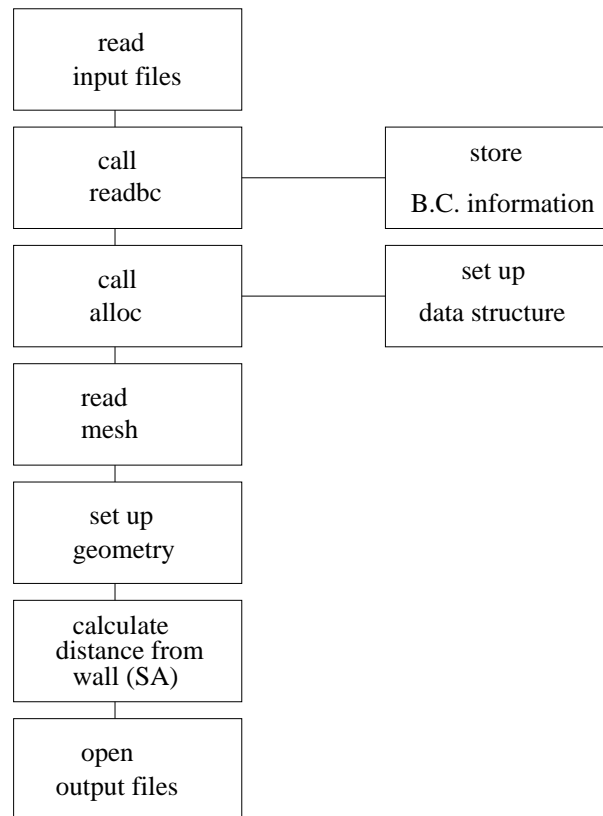 read
input files
call
readbc
store
B.C. information
call
alloc
set up
data structure
read
mesh
set up
geometry
calculate
distance from
wall (SA)
open
output files